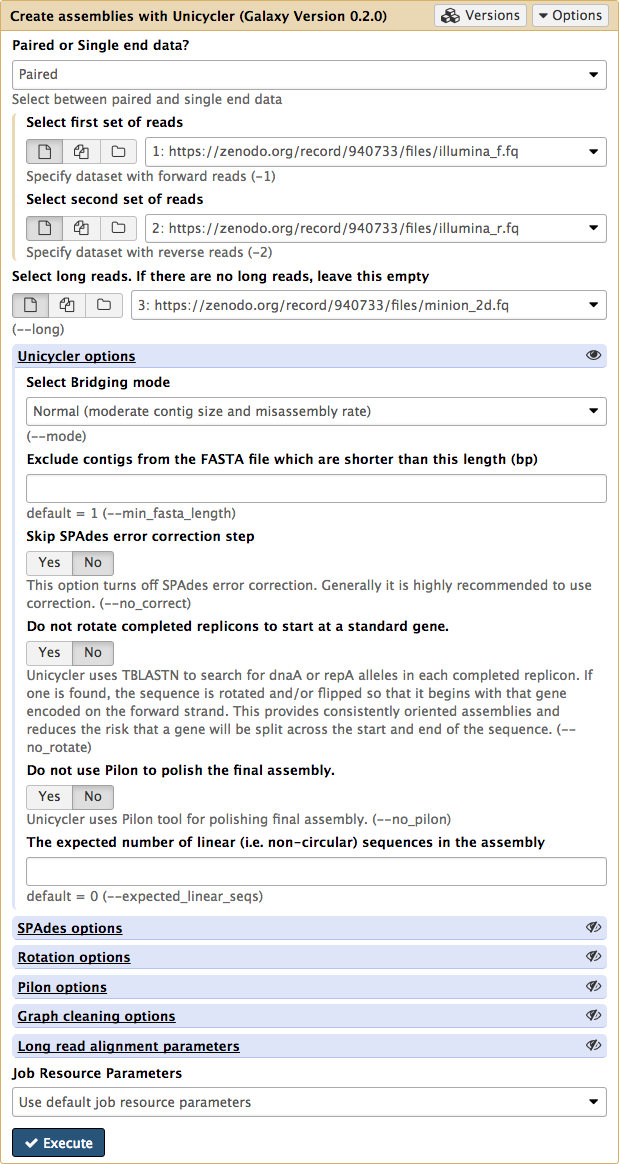 Create assemblies with Unicycler (Galaxy Version 0.2.0)
Versions
Options
Paired or Single end data?
Paired
Select between paired and single end data
Select first set of reads
1: https://zenodo.org/record/940733/files/illumina_f.fq
Specify dataset with forward reads (-1)
Select second set of reads
2: https://zenodo.org/record/940733/files/illumina_r.fq
Specify dataset with reverse reads (-2)
Select long reads. If there are no long reads, leave this empty
3: https://zenodo.org/record/940733/files/minion_2d.fq
(--long)
Unicycler options
Select Bridging mode
Normal (moderate contig size and misassembly rate)
(--mode)
Exclude contigs from the FASTA file which are shorter than this length (bp)
default = 1 (--min_fasta_length)
Skip SPAdes error correction step
Yes No
This option turns off SPAdes error correction. Generally it is highly recommended to use
correction. (--no_correct)
Do not rotate completed replicons to start at a standard gene.
Yes No
Unicycler uses TBLASTN to search for dnaA or repA alleles in each completed replicon. If
one is found, the sequence is rotated and/or flipped so that it begins with that gene
encoded on the forward strand. This provides consistently oriented assemblies and
reduces the risk that a gene will be split across the start and end of the sequence. (--
no_rotate)
Do not use Pilon to polish the final assembly.
Yes No
Unicycler uses Pilon tool for polishing final assembly. (--no_pilon)
The expected number of linear (i.e. non-circular) sequences in the assembly
default = 0 (--expected_linear_seqs)
SPAdes options
Rotation options
Pilon options
Graph cleaning options
Long read alignment parameters
Job Resource Parameters
Use default job resource parameters
Execute